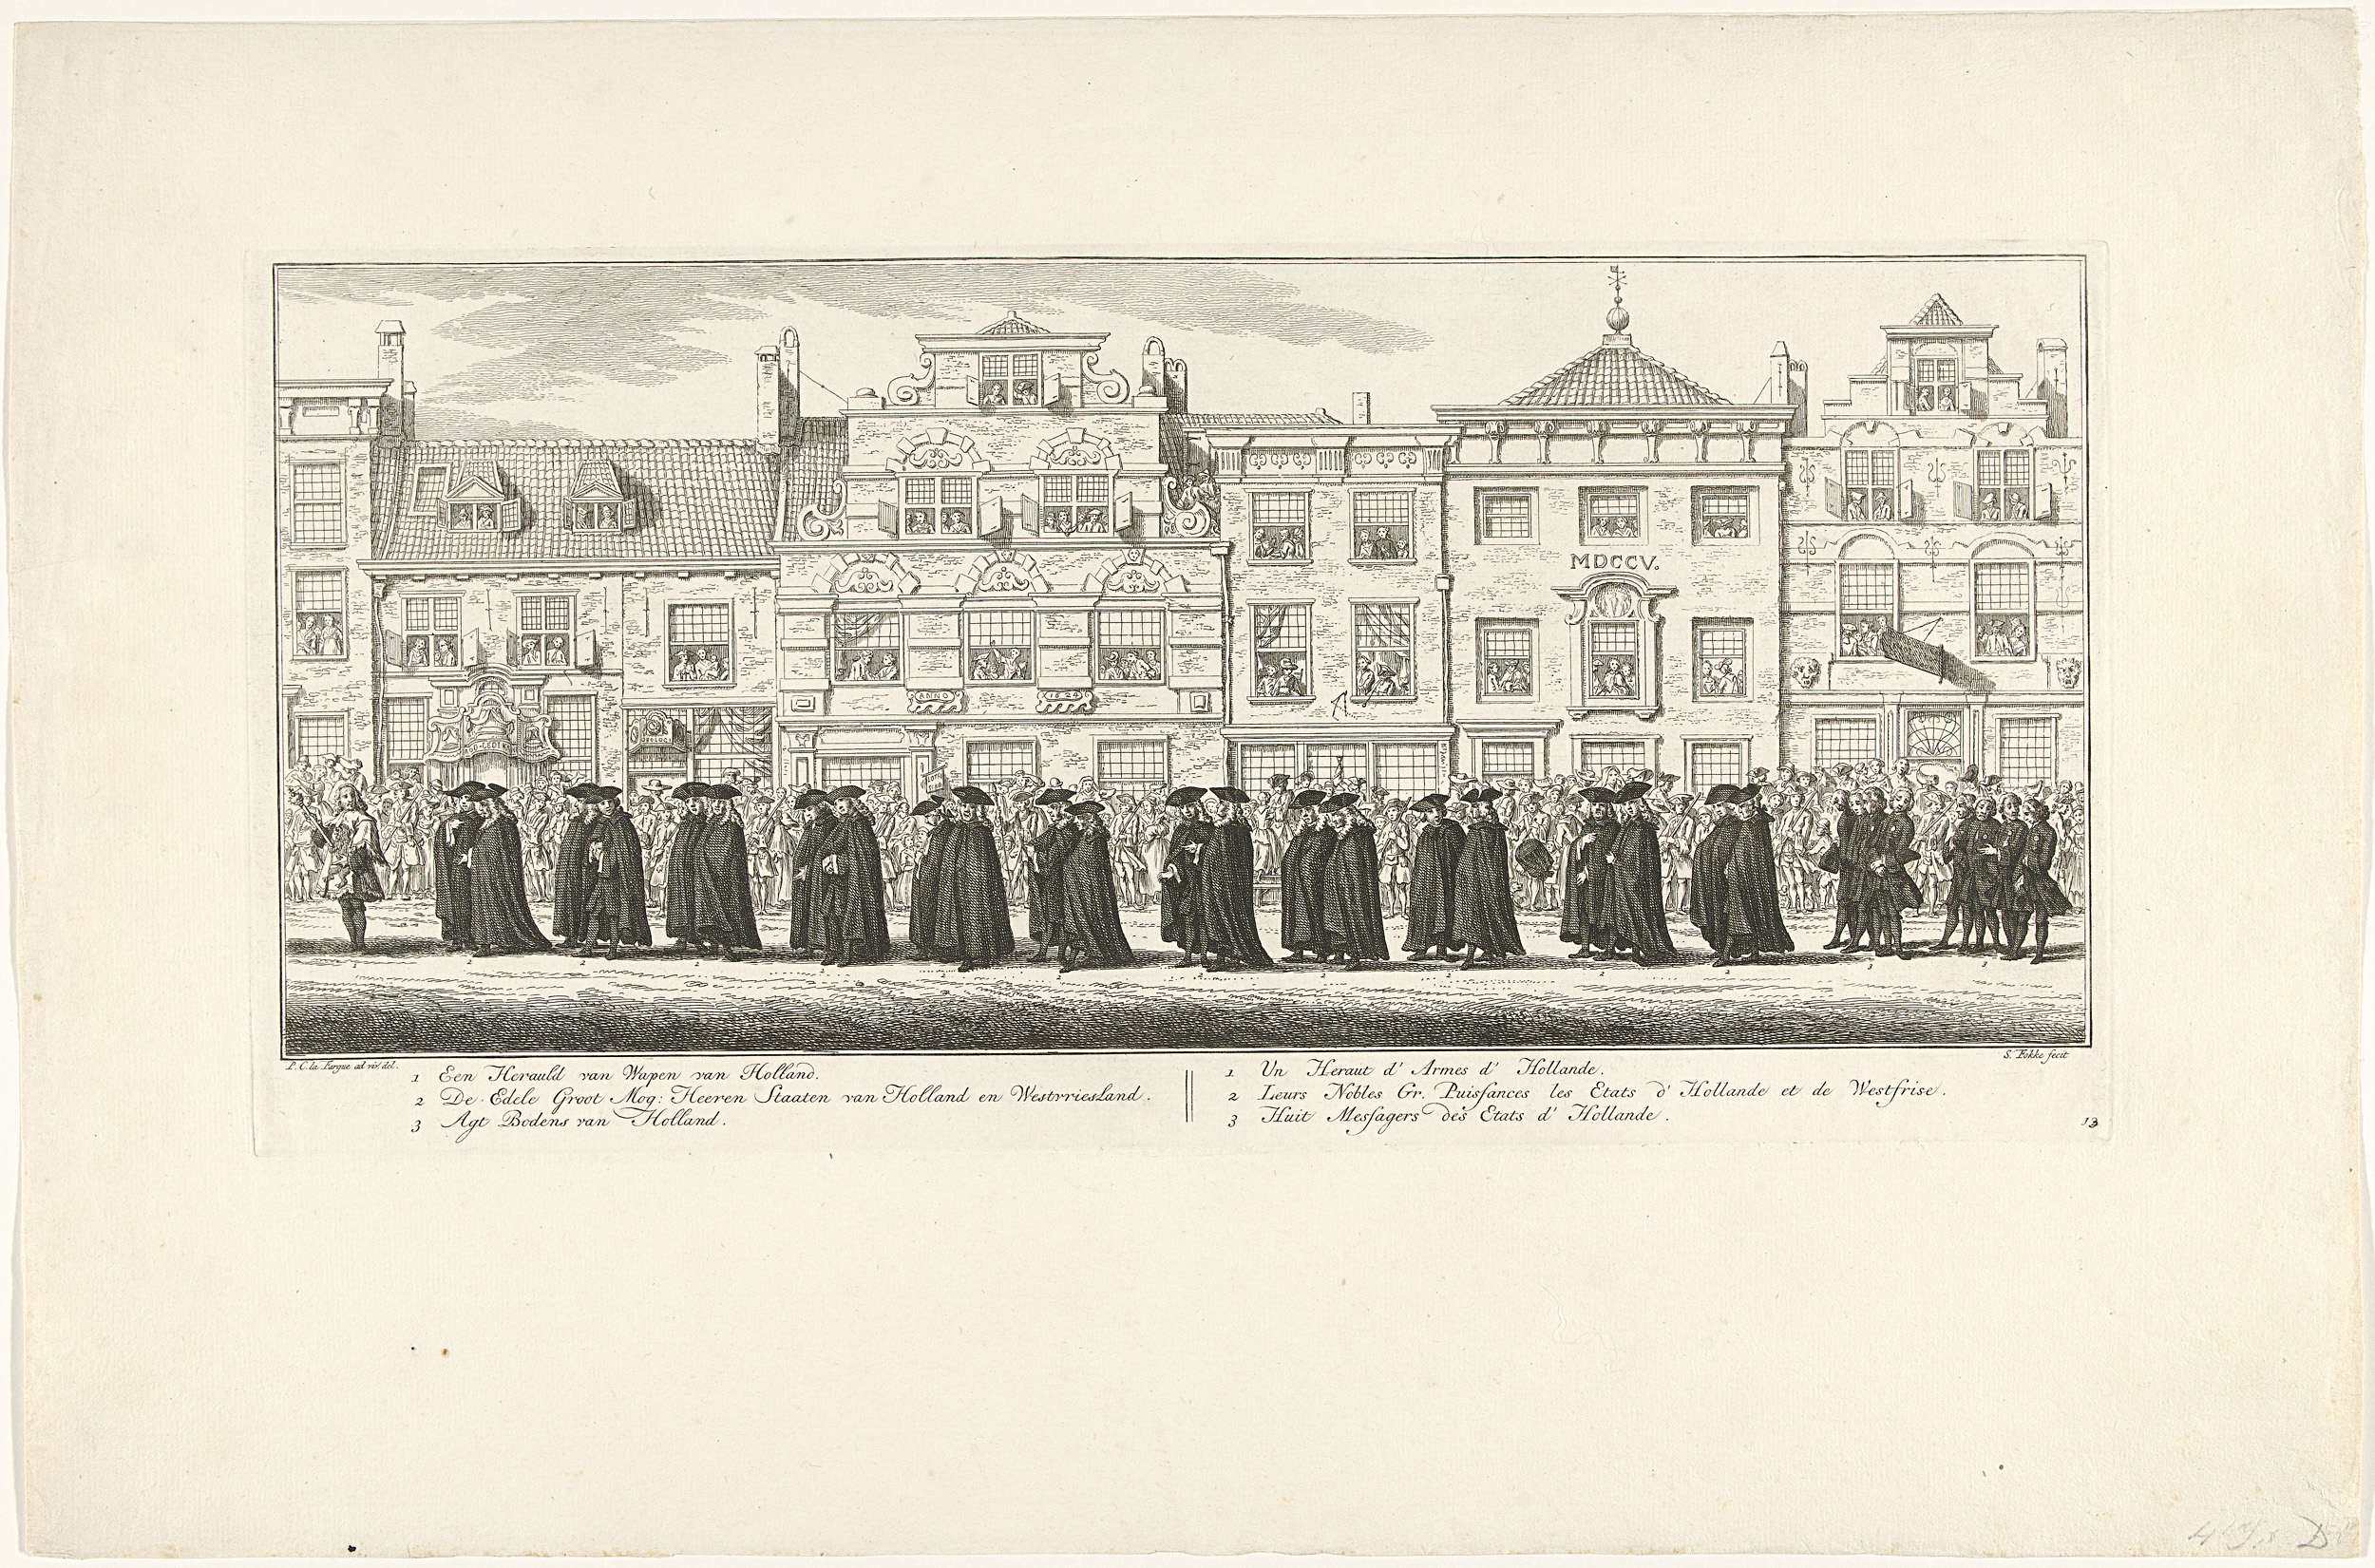 MDCCV.
ANNO 1624
P. C. la Fargue ad viv. del.
S. Fokke fecit
1 Een Herauld van Wapen van Holland.
2 De Edele Groot Mog: Heeren Staaten van Holland en Westvriesland.
3 Agt Bodens van Holland.
1 Un Heraut d' Armes d' Hollande.
2 Leurs Nobles Gr. Puissances les Etats d' Hollande et de Westfrise.
3 Huit Messagers des Etats d' Hollande.
13